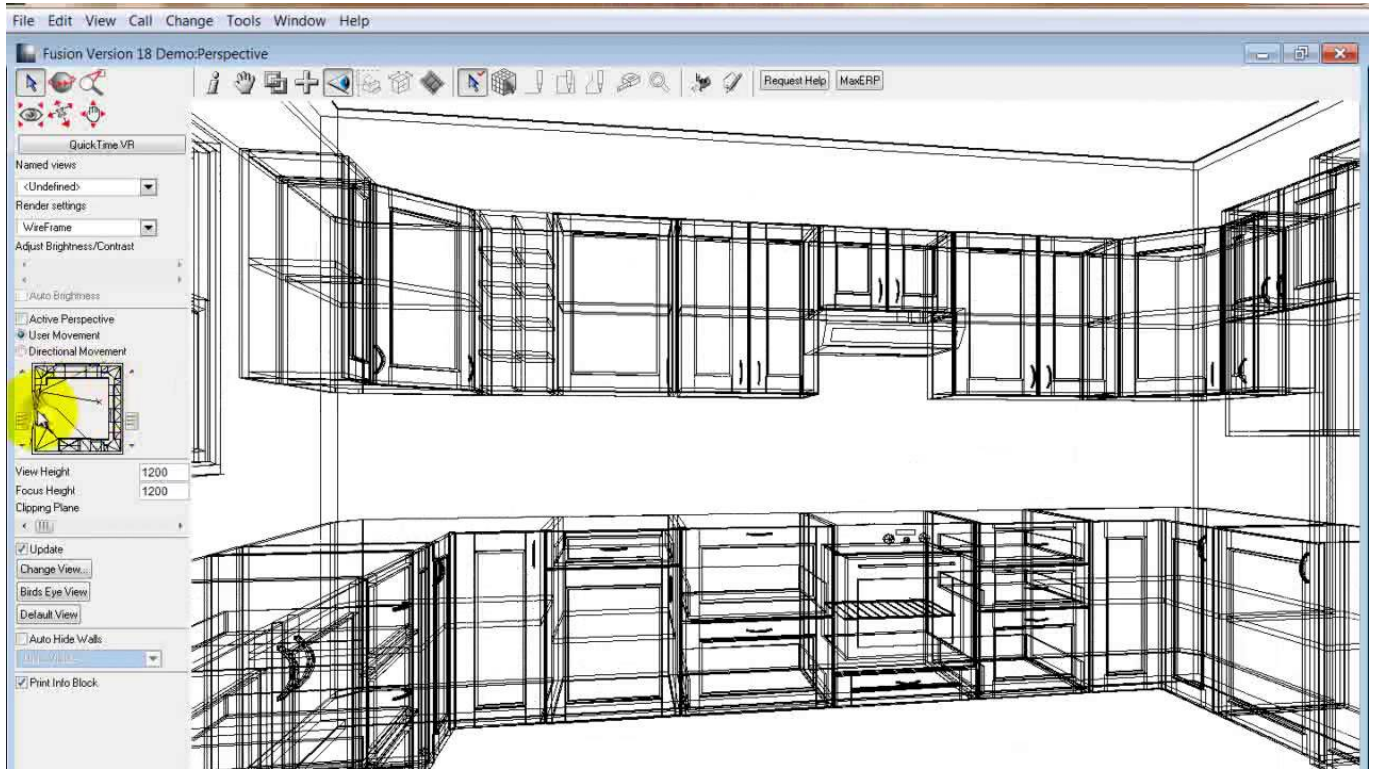 File Edit View Call Change Tools Window Help
Fusion Version 18 Demo:Perspective
Request Help MaxERP
QuickTime VR
Named views
<Undefined>
Render settings
WireFrame
Adjust Brightness/Contrast
Auto Brightness
Active Perspective
User Movement
Directional Movement
View Height 1200
Focus Height 1200
Clipping Plane
Update
Change View...
Birds Eye View
Default View
Auto Hide Walls
Print Info Block